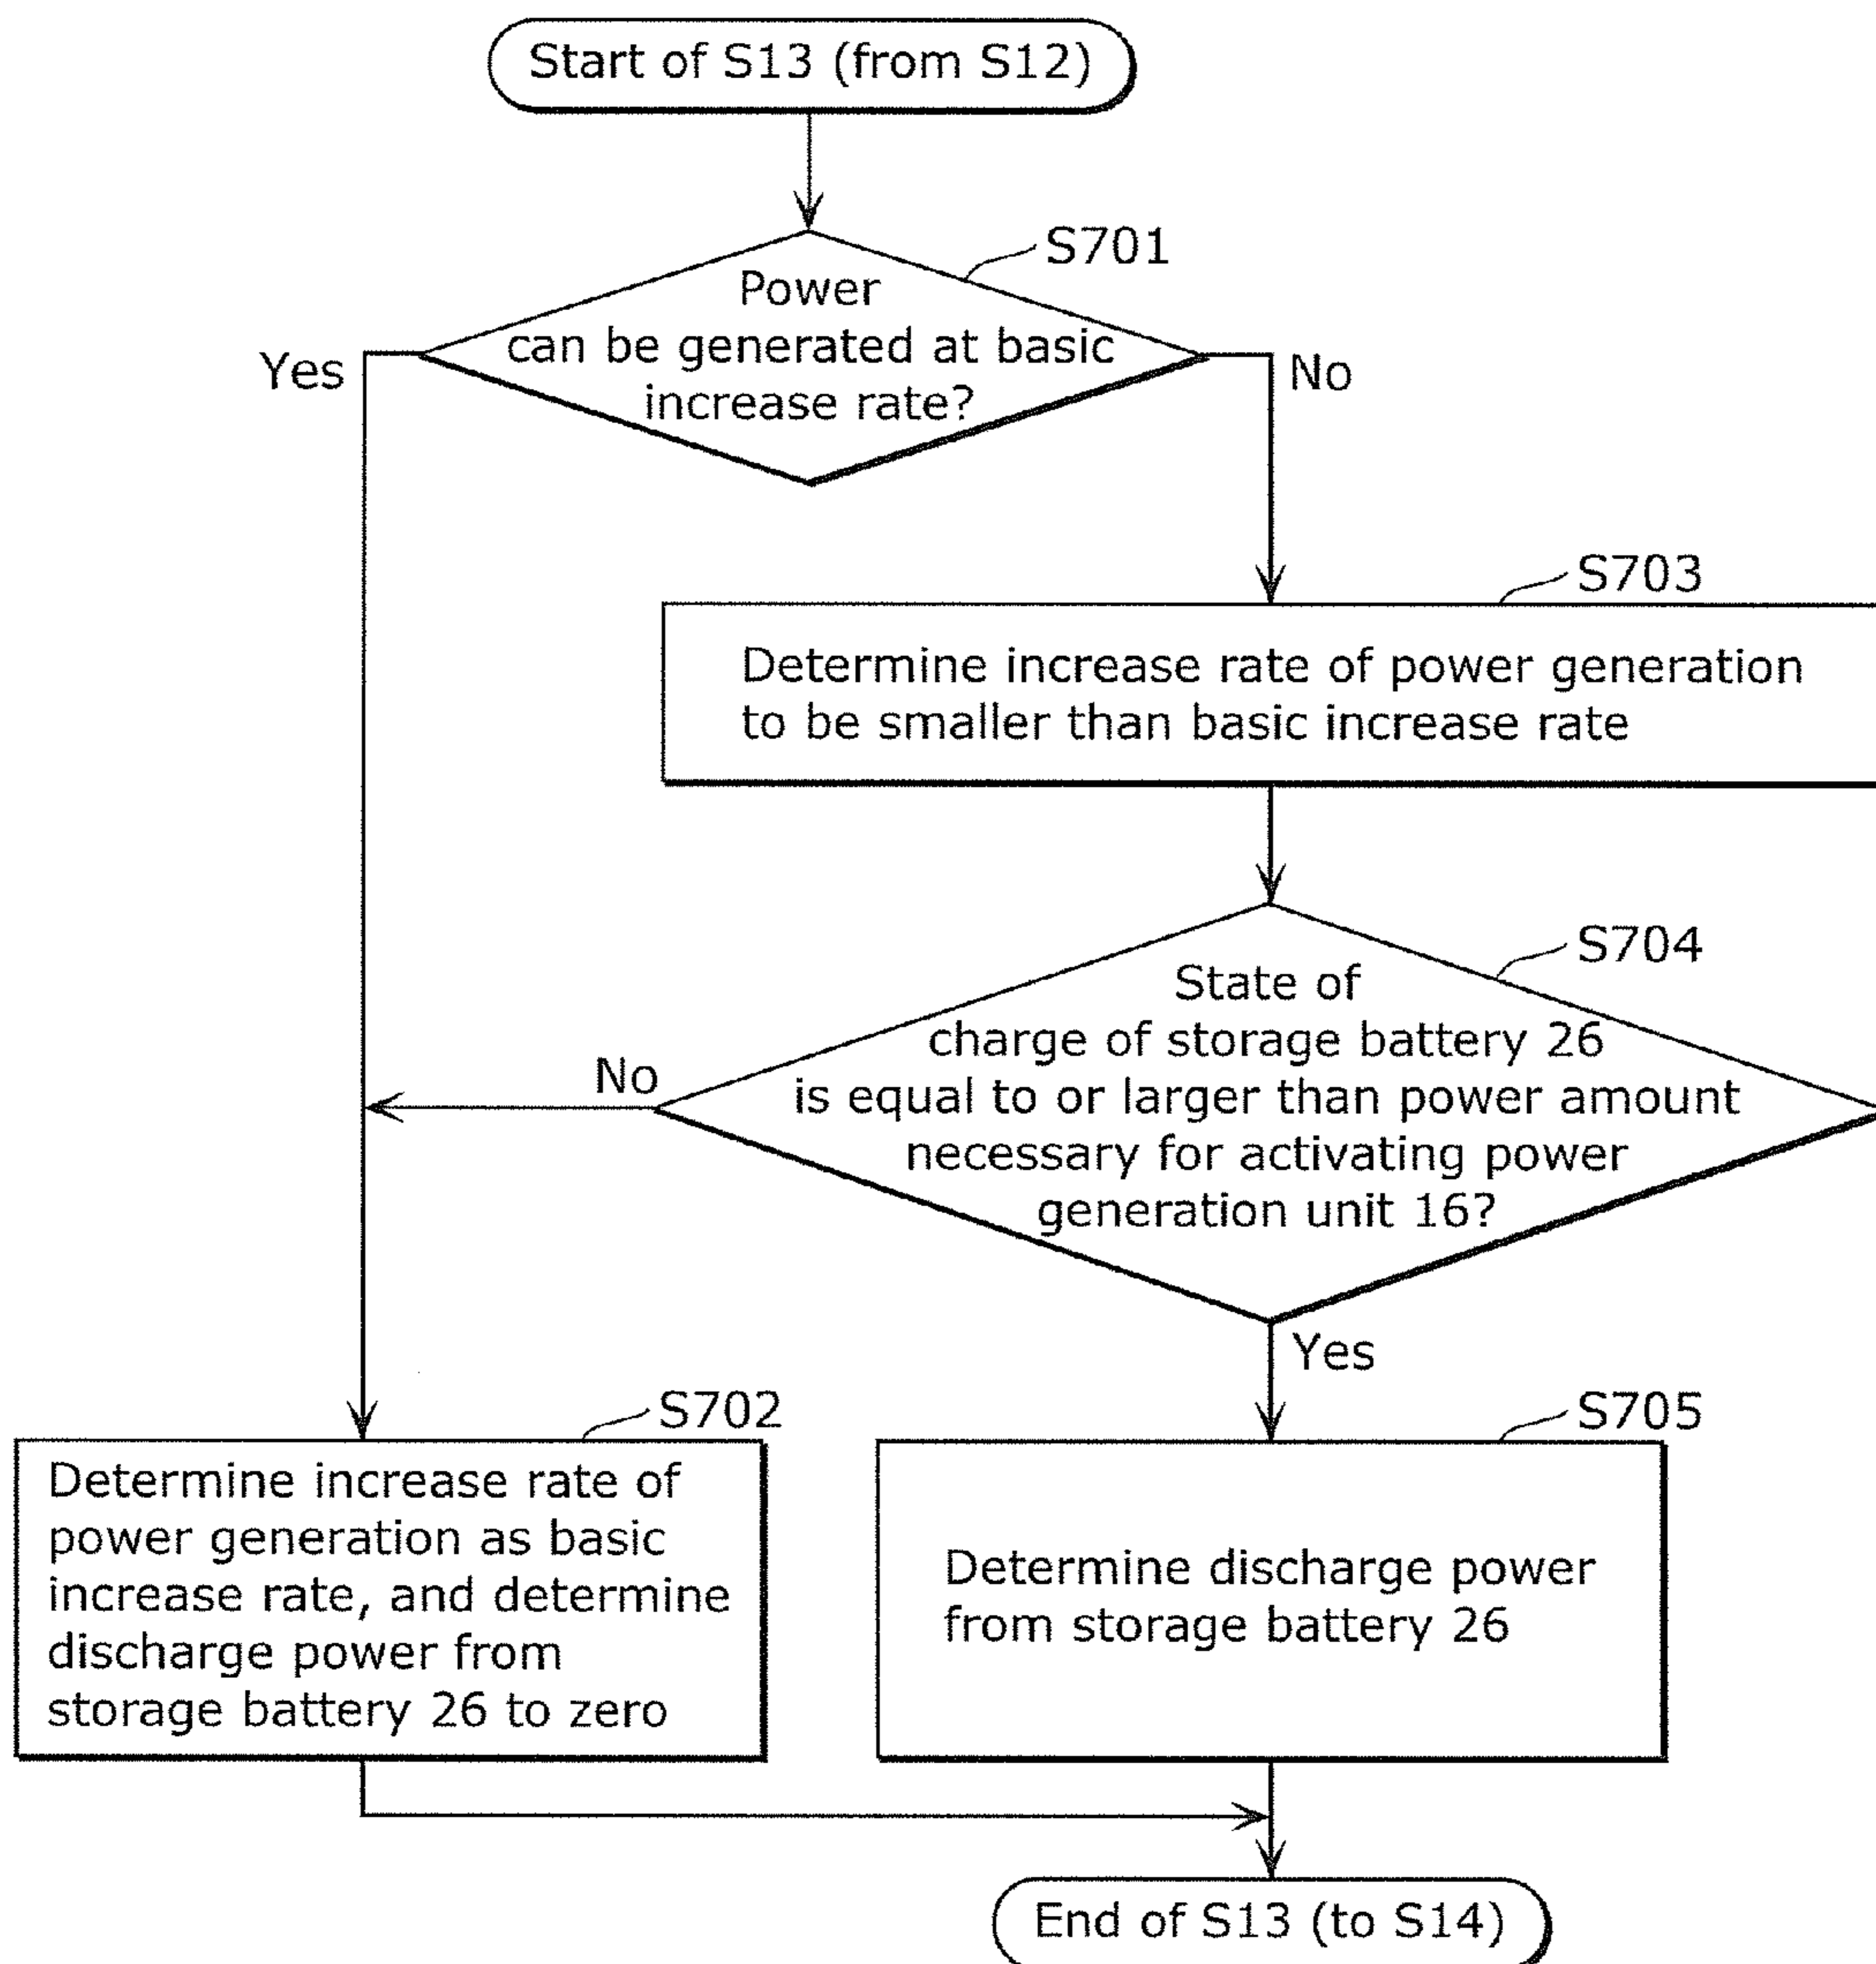 Start of S13 (from S12)
S701
Power
can be generated at basic
increase rate?
Yes
No
S703
Determine increase rate of power generation
to be smaller than basic increase rate
S704
State of
charge of storage battery 26
is equal to or larger than power amount
necessary for activating power
generation unit 16?
No
Yes
S702
Determine increase rate of
power generation as basic
increase rate, and determine
discharge power from
storage battery 26 to zero
S705
Determine discharge power
from storage battery 26
End of S13 (to S14)